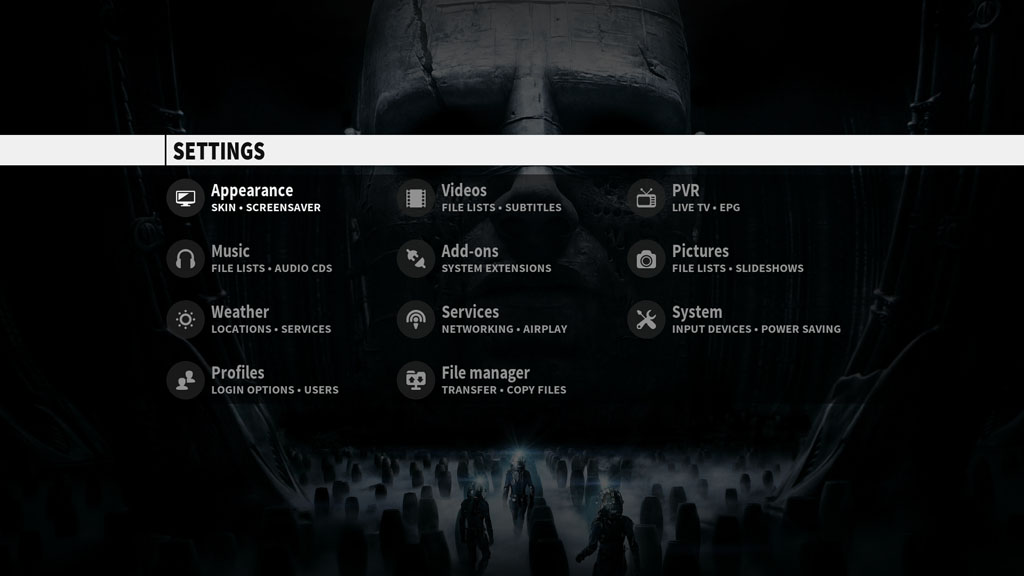 SETTINGS
Appearance
SKIN • SCREENSAVER
Videos
FILE LISTS • SUBTITLES
PVR
LIVE TV • EPG
Music
FILE LISTS • AUDIO CDS
Add-ons
SYSTEM EXTENSIONS
Pictures
FILE LISTS • SLIDESHOWS
Weather
LOCATIONS • SERVICES
Services
NETWORKING • AIRPLAY
System
INPUT DEVICES • POWER SAVING
Profiles
LOGIN OPTIONS • USERS
File manager
TRANSFER • COPY FILES